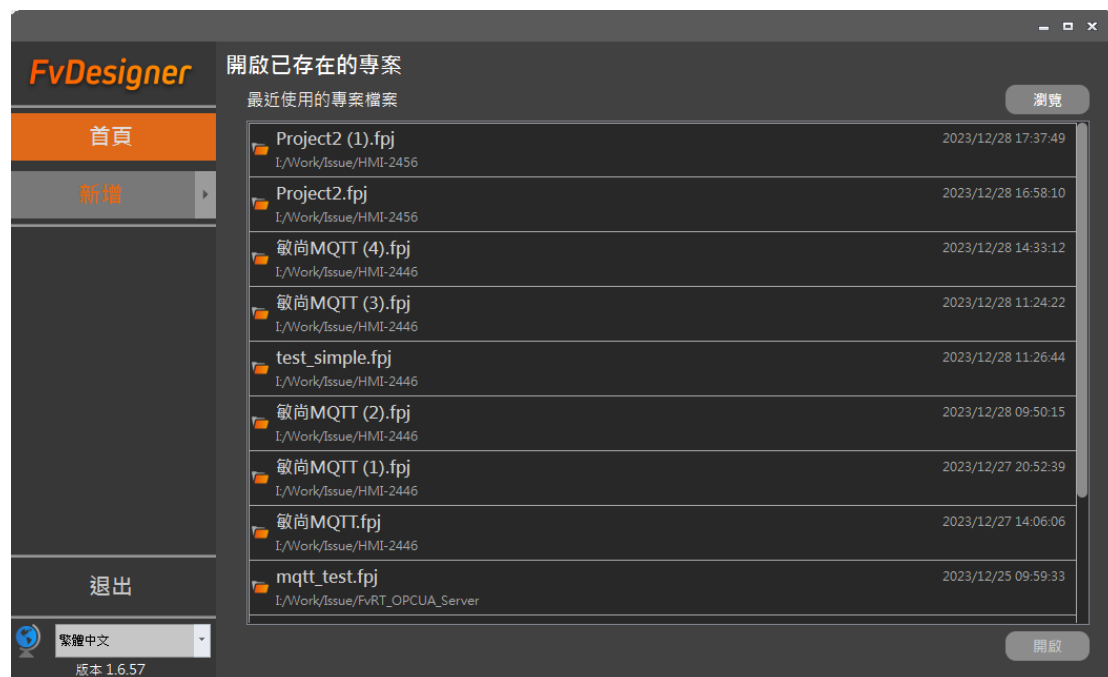 FvDesigner
首頁
新增
退出
繁體中文
版本 1.6.57
開啟已存在的專案
最近使用的專案檔案
瀏覽
Project2 (1).fpj 2023/12/28 17:37:49
I:/Work/Issue/HMI-2456
Project2.fpj 2023/12/28 16:58:10
I:/Work/Issue/HMI-2456
敏尚MQTT (4).fpj 2023/12/28 14:33:12
I:/Work/Issue/HMI-2446
敏尚MQTT (3).fpj 2023/12/28 11:24:22
I:/Work/Issue/HMI-2446
test_simple.fpj 2023/12/28 11:26:44
I:/Work/Issue/HMI-2446
敏尚MQTT (2).fpj 2023/12/28 09:50:15
I:/Work/Issue/HMI-2446
敏尚MQTT (1).fpj 2023/12/27 20:52:39
I:/Work/Issue/HMI-2446
敏尚MQTT.fpj 2023/12/27 14:06:06
I:/Work/Issue/HMI-2446
mqtt_test.fpj 2023/12/25 09:59:33
I:/Work/Issue/FvRT_OPCUA_Server
開啟